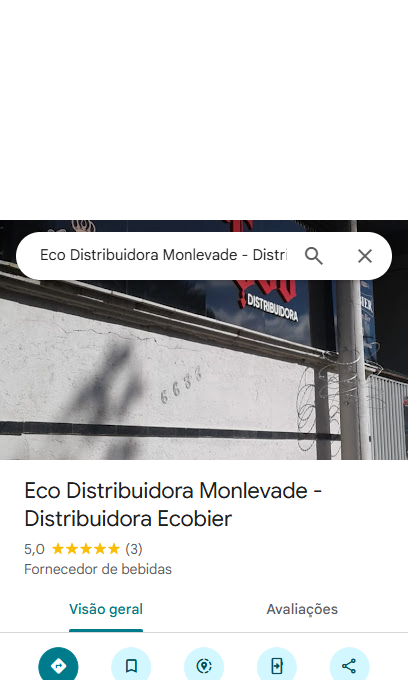 Eco Distribuidora Monlevade - Distri
DISTRIBUIDORA
6633
Eco Distribuidora Monlevade -
Distribuidora Ecobier
5,0 (3)
Fornecedor de bebidas
Visão geral Avaliações